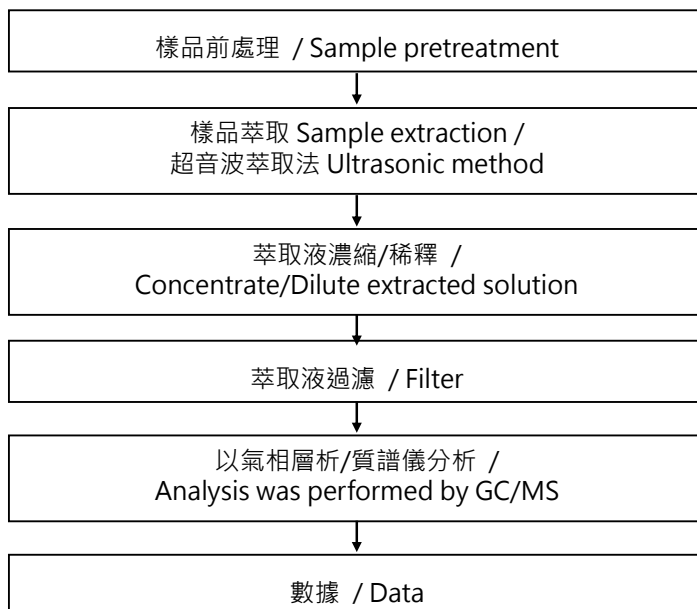 樣品前處理 / Sample pretreatment
樣品萃取 Sample extraction /
超音波萃取法 Ultrasonic method
萃取液濃縮/稀釋 /
Concentrate/Dilute extracted solution
萃取液過濾 / Filter
以氣相層析/質譜儀分析 /
Analysis was performed by GC/MS
數據 / Data